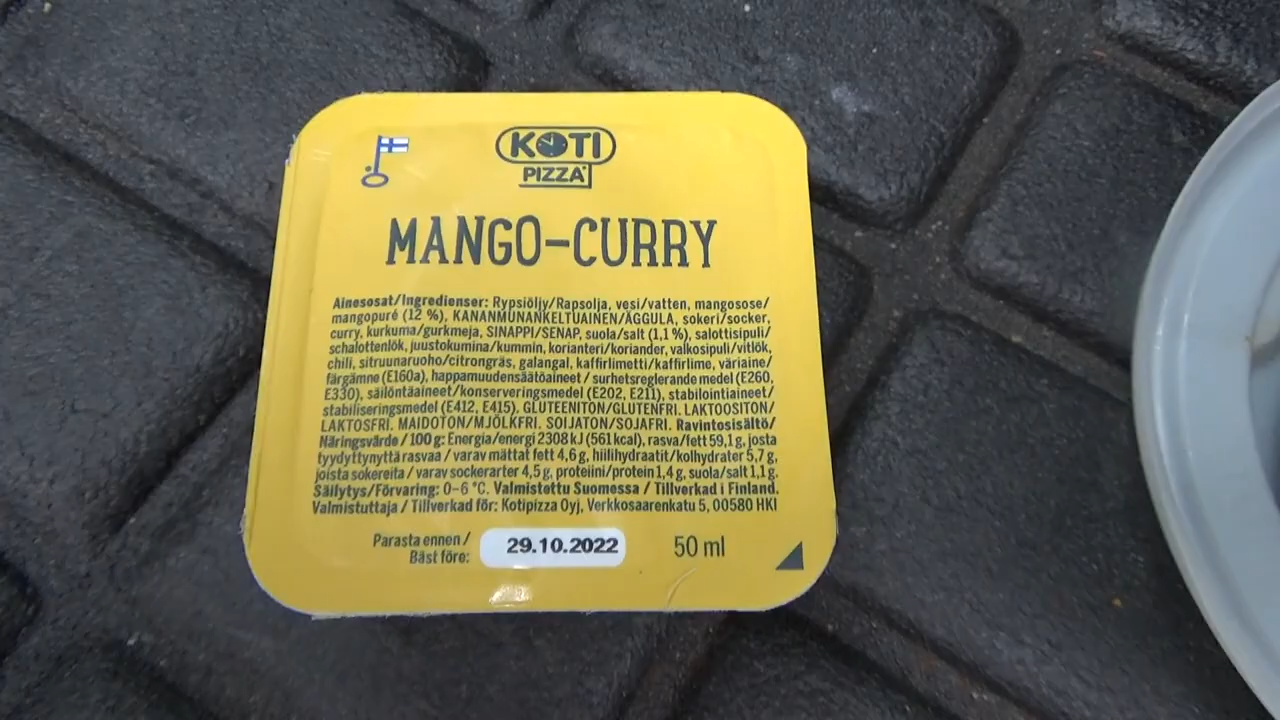 KOTI
PIZZA
MANGO-CURRY
Ainesosat/Ingredienser: Rypsiöljy/Rapsolja, vesi/vatten, mangosose/
mangopuré (12 %), KANANMUNANKELTUAINEN/ÄGGULA, sokeri/socker,
curry, kurkuma/gurkmeja, SINAPPI/SENAP, suola/salt (1,1 %), salottisipuli/
schalottenlök, juustokumina/kummin, korianteri/koriander, valkosipuli/vitlök,
chili, sitruunaruoho/citrongräs, galangal, kaffirlimetti/kaffirlime, väriaine/
färgämne (E160a), happamuudensäätöaineet / surhetsreglerande medel (E260,
E330), säilöntäaineet/konserveringsmedel (E202, E211), stabilointiaineet/
stabiliseringsmedel (E412, E415). GLUTEENITON/GLUTENFRI. LAKTOOSITON/
LAKTOSFRI. MAIDOTON/MJÖLKFRI. SOIJATON/SOJAFRI. Ravintosisältö/
Näringsvärde / 100 g: Energia/energi 2308 kJ (561 kcal), rasva/fett 59,1 g, josta
tyydyttynyttä rasvaa / varav mättat fett 4,6 g, hiilihydraatit/kolhydrater 5,7 g,
joista sokereita / varav sockerarter 4,5 g, proteiini/protein 1,4 g, suola/salt 1,1 g.
Säilytys/Förvaring: 0–6 °C. Valmistettu Suomessa / Tillverkad i Finland.
Valmistuttaja / Tillverkad för: Kotipizza Oyj, Verkkosaarenkatu 5, 00580 HKI
Parasta ennen /
Bäst före:
29.10.2022
50 ml